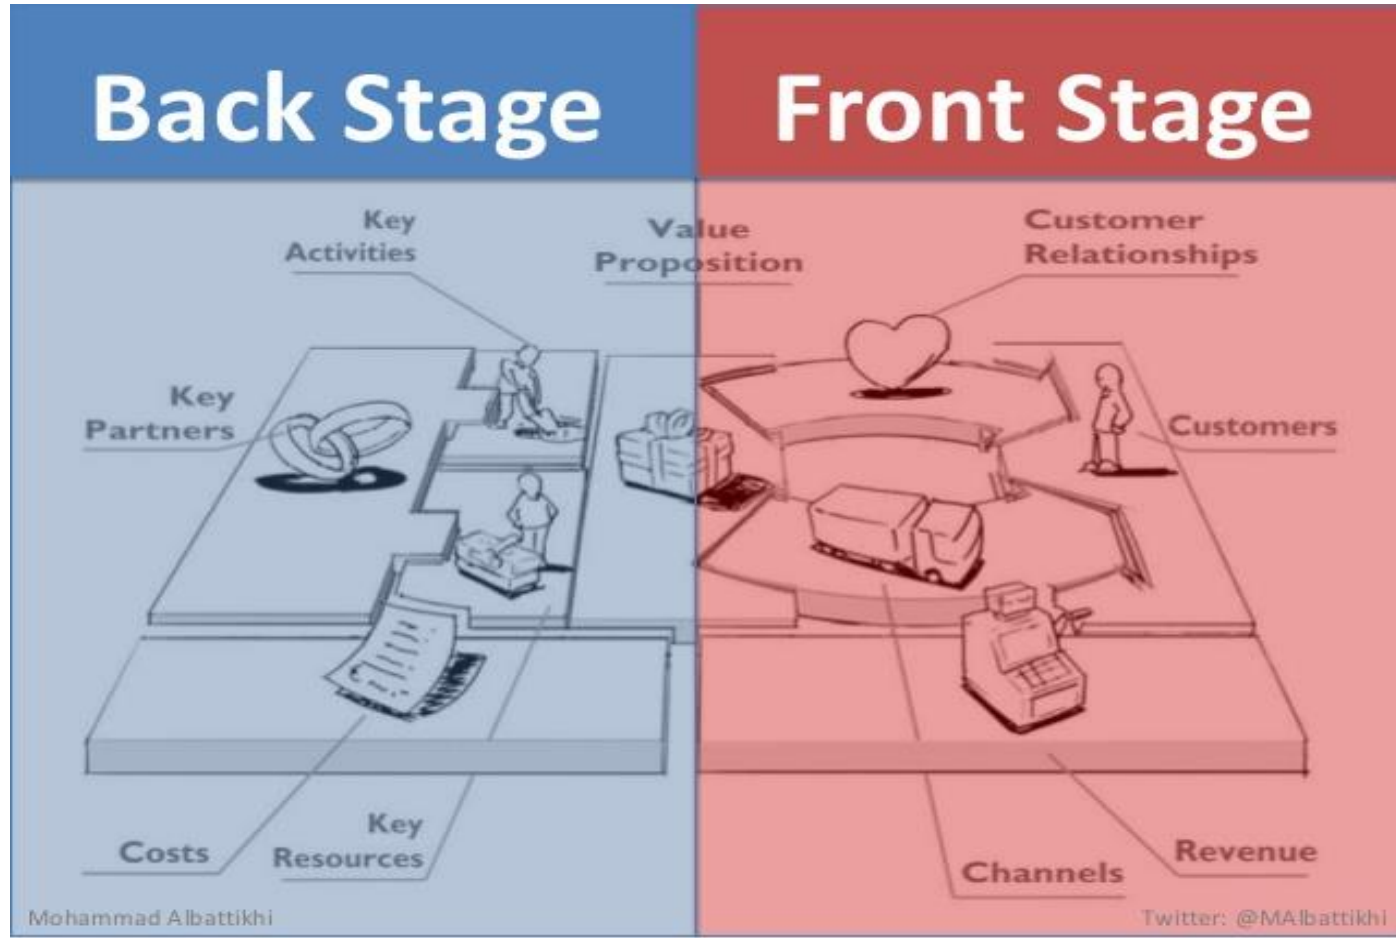 Back Stage
Front Stage
Key
Activities
Value
Proposition
Customer
Relationships
Key
Partners
Customers
Costs
Key
Resources
Channels
Revenue
Mohammad Albattikhi
Twitter: @MAlbattikhi